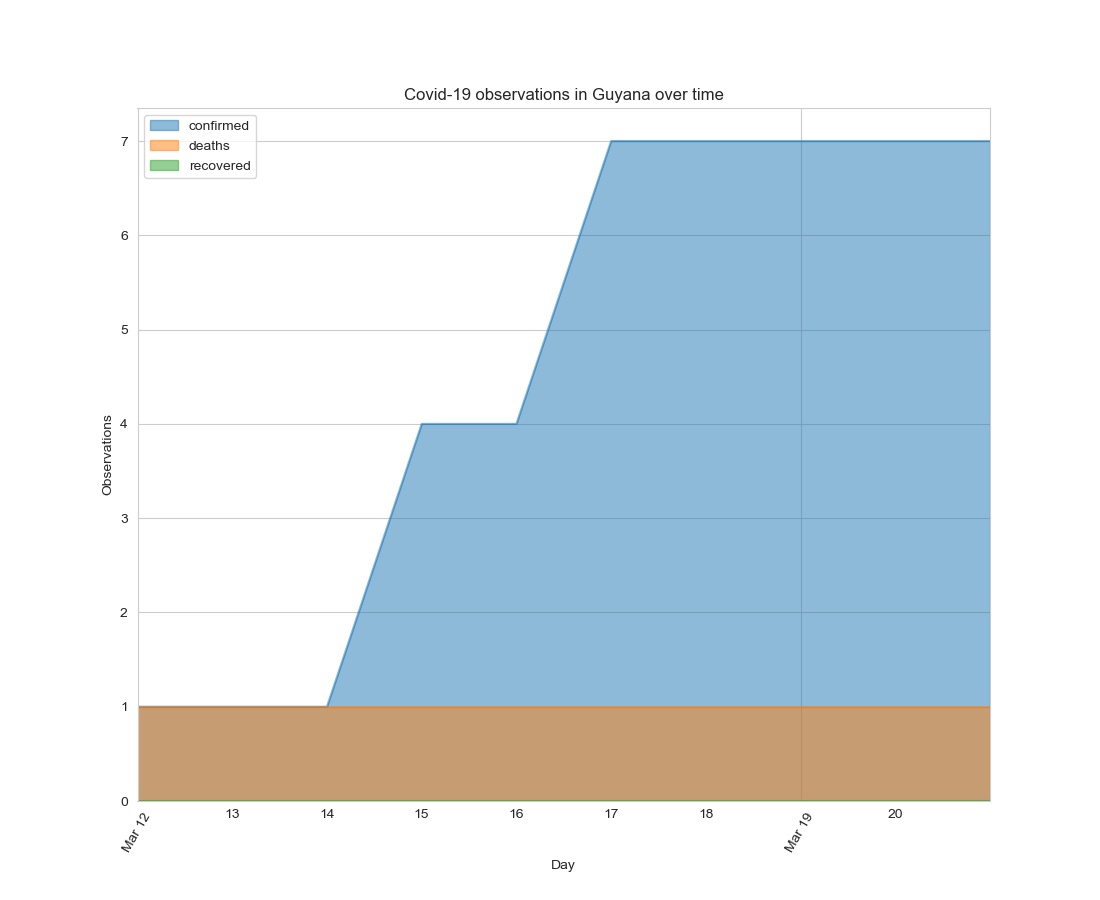 Covid-19 observations in Guyana over time
confirmed
deaths
recovered
7
6
5
4
3
2
1
0
Observations
Mar 12
13
14
15
16
17
18
Mar 19
20
Day